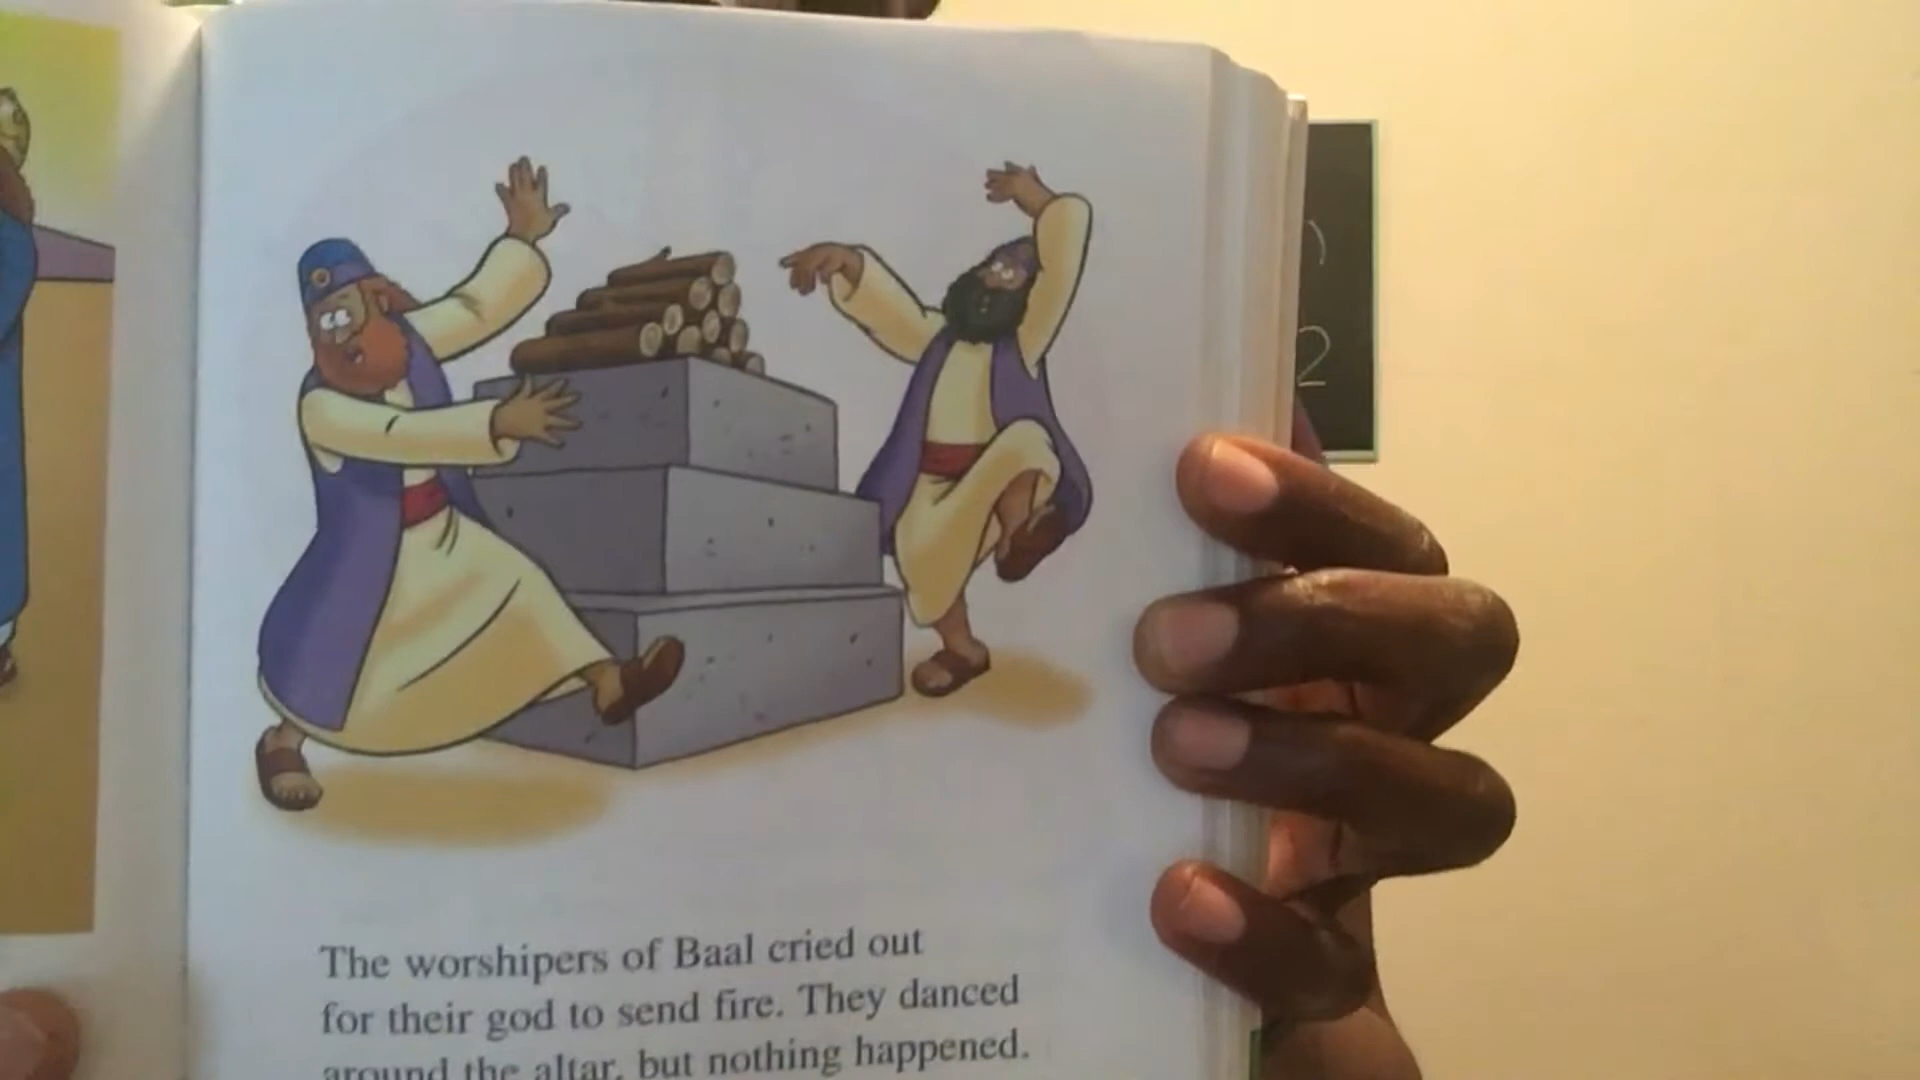 The worshipers of Baal cried out
for their god to send fire. They danced
around the altar, but nothing happened.
2